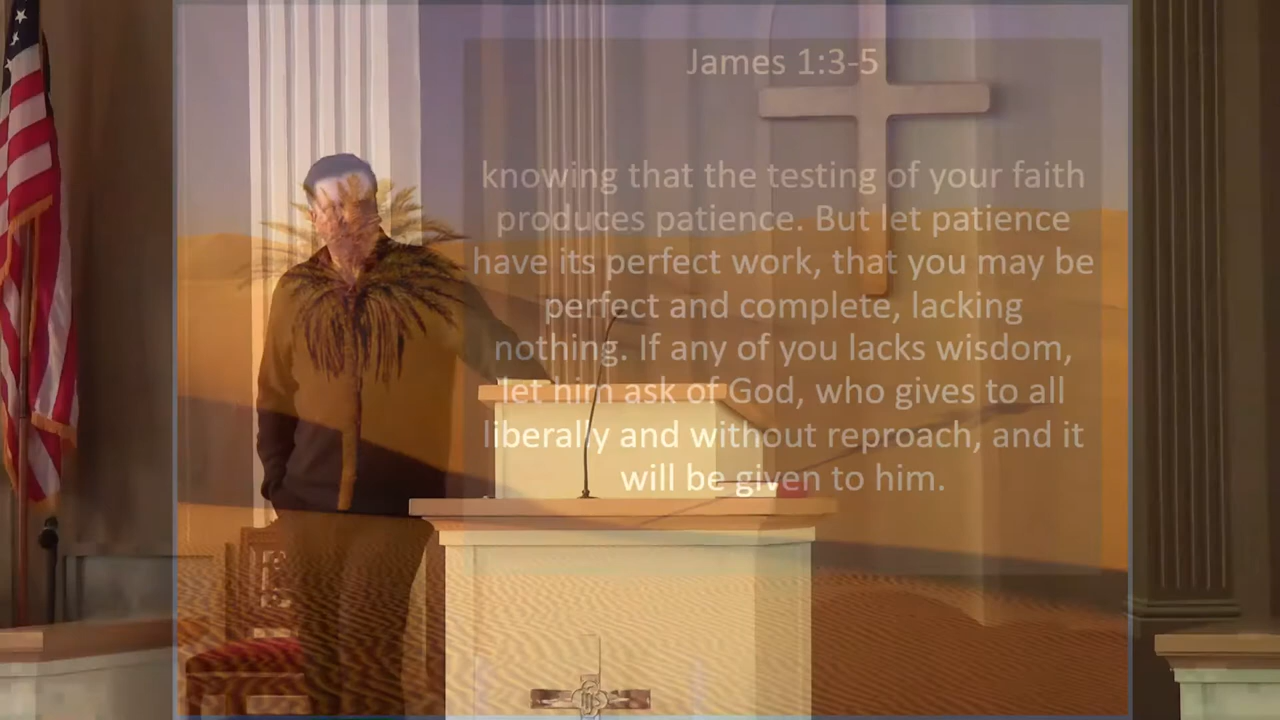 James 1:3-5
knowing that the testing of your faith
produces patience. But let patience
have its perfect work, that you may be
perfect and complete, lacking
nothing. If any of you lacks wisdom,
let him ask of God, who gives to all
liberally and without reproach, and it
will be given to him.